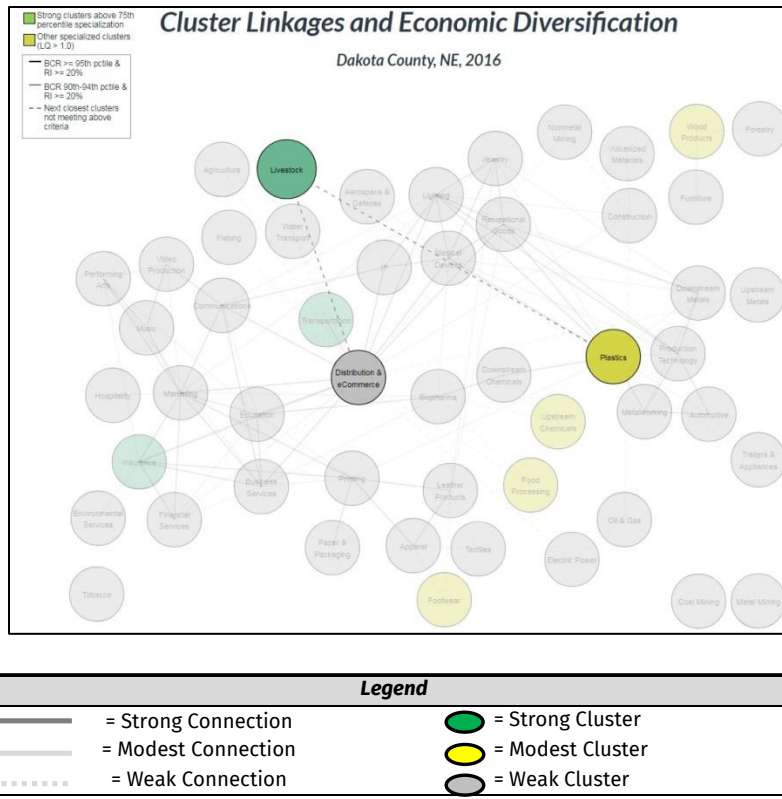 Strong clusters above 75th
percentile specialization
Other specialized clusters
(LQ > 1.0)
BCR >= 95th pctile &
RI >= 20%
BCR 90th-94th pctile &
RI >= 20%
Next closest clusters
not meeting above
criteria
Cluster Linkages and Economic Diversification
Dakota County, NE, 2016
Nonmetal
Mining
Wood
Products
Forestry
Vulcanized
Materials
Jewelry
Agriculture
Livestock
Aerospace &
Defense
Lighting
Furniture
Recreational
Goods
Construction
Fishing
Water
Transport
Video
Production
Performing
Arts
IT
Medical
Devices
Communications
Downstream
Metals
Upstream
Metals
Music
Transportation
Plastics
Production
Technology
Distribution &
eCommerce
Downstream
Chemicals
Hospitality
Marketing
Biopharma
Education
Upstream
Chemicals
Metalworking
Automotive
Insurance
Trailers &
Appliances
Business
Services
Printing
Leather
Products
Food
Processing
Environmental
Services
Financial
Services
Oil & Gas
Paper &
Packaging
Apparel
Textiles
Electric Power
Tobacco
Footwear
Coal Mining
Metal Mining
Legend
= Strong Connection
= Strong Cluster
= Modest Connection
= Modest Cluster
= Weak Connection
= Weak Cluster